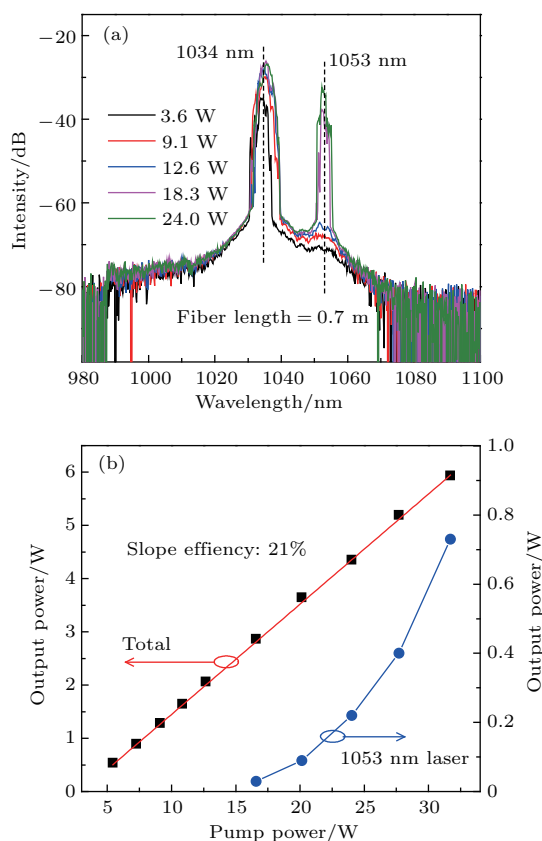 (a)
1034 nm
1053 nm
3.6 W
9.1 W
12.6 W
18.3 W
24.0 W
Fiber length = 0.7 m
Intensity/dB
−20
−40
−60
−80
980 1000 1020 1040 1060 1080 1100
Wavelength/nm
(b)
Slope effiency: 21%
Total
1053 nm laser
Output power/W
6
5
4
3
2
1
0
1.0
0.8
0.6
0.4
0.2
0
Output power/W
5 10 15 20 25 30
Pump power/W